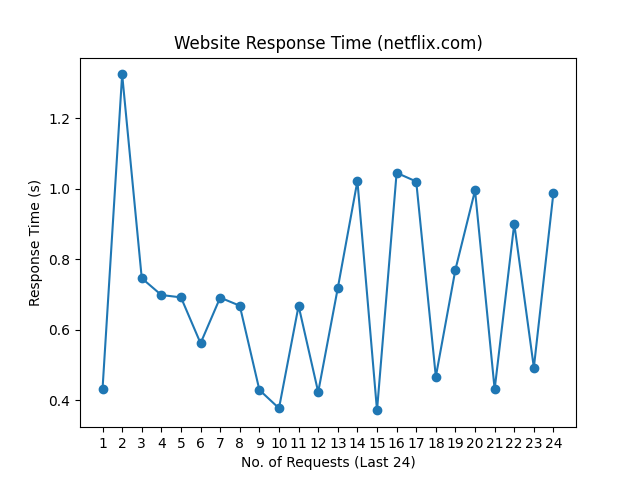 Website Response Time (netflix.com)
Response Time (s)
1.2
1.0
0.8
0.6
0.4
1 2 3 4 5 6 7 8 9 10 11 12 13 14 15 16 17 18 19 20 21 22 23 24
No. of Requests (Last 24)